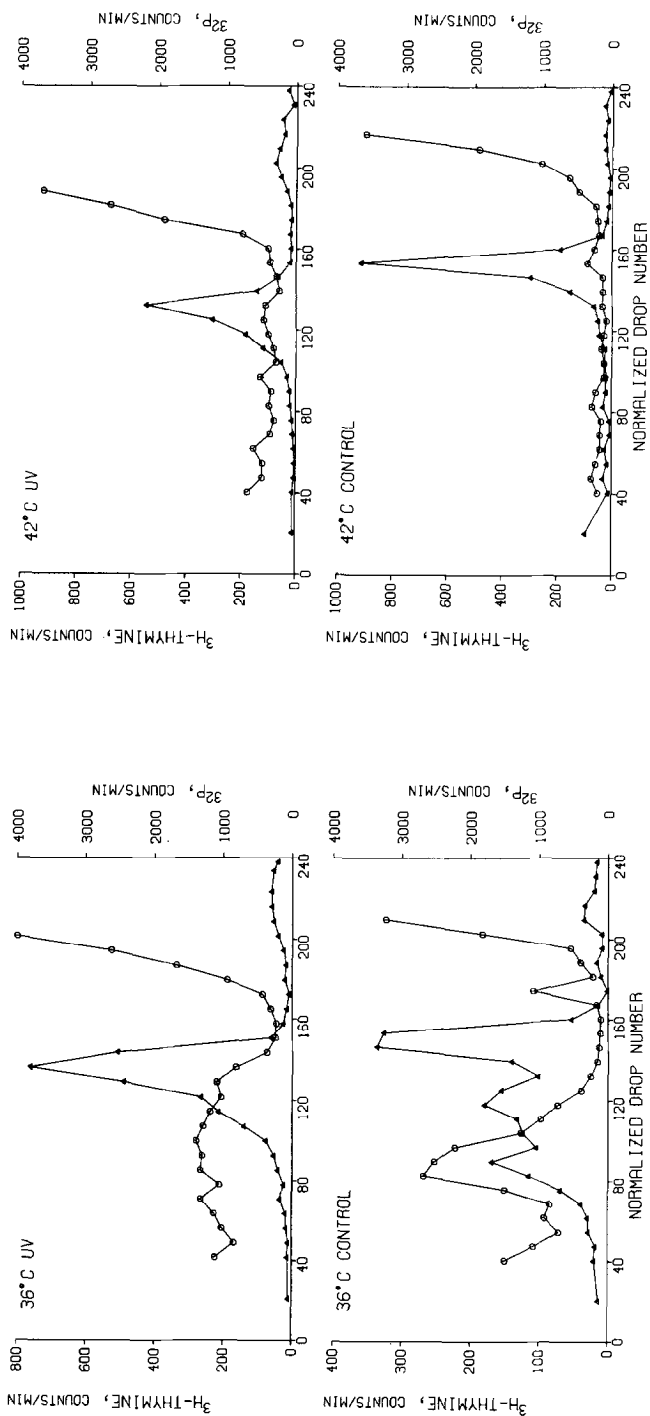 36°C UV
³H-THYMINE, COUNTS/MIN
800
600
400
200
0
32P, COUNTS/MIN
4000
3000
2000
1000
0
0 40 80 120 160 200 240
42°C UV
³H-THYMINE, COUNTS/MIN
1000
800
600
400
200
0
32P, COUNTS/MIN
4000
3000
2000
1000
0
0 40 80 120 160 200 240
36°C CONTROL
³H-THYMINE, COUNTS/MIN
400
300
200
100
0
32P, COUNTS/MIN
4000
3000
2000
1000
0
0 40 80 120 160 200 240
NORMALIZED DROP NUMBER
42°C CONTROL
³H-THYMINE, COUNTS/MIN
1000
800
600
400
200
0
32P, COUNTS/MIN
4000
3000
2000
1000
0
0 40 80 120 160 200 240
NORMALIZED DROP NUMBER